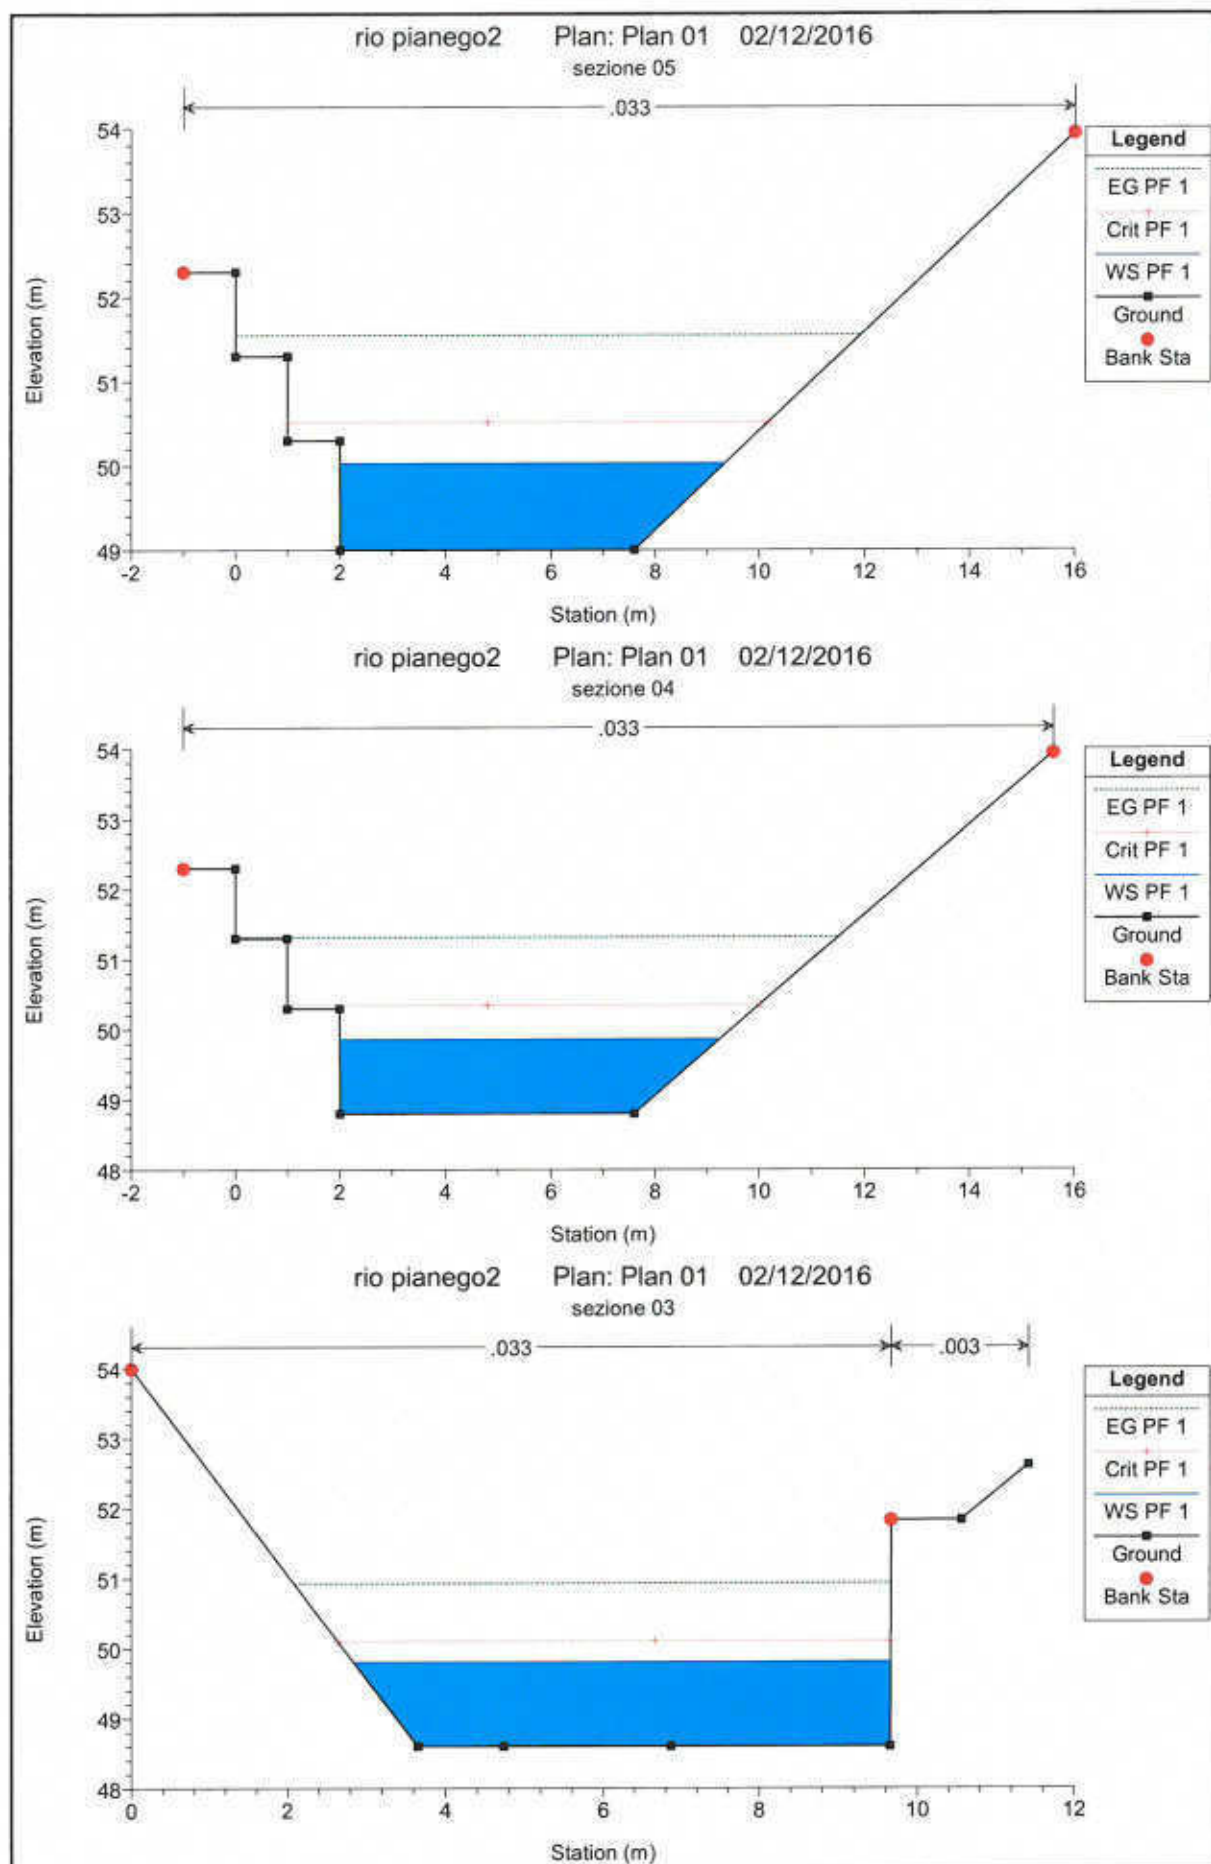 rio pianego2 Plan: Plan 01 02/12/2016
sezione 05
.033
Legend
EG PF 1
Crit PF 1
WS PF 1
Ground
Bank Sta
Elevation (m)
54
53
52
51
50
49
-2 0 2 4 6 8 10 12 14 16
Station (m)
rio pianego2 Plan: Plan 01 02/12/2016
sezione 04
.033
Legend
EG PF 1
Crit PF 1
WS PF 1
Ground
Bank Sta
Elevation (m)
54
53
52
51
50
49
48
-2 0 2 4 6 8 10 12 14 16
Station (m)
rio pianego2 Plan: Plan 01 02/12/2016
sezione 03
.033 .003
Legend
EG PF 1
Crit PF 1
WS PF 1
Ground
Bank Sta
Elevation (m)
54
53
52
51
50
49
48
0 2 4 6 8 10 12
Station (m)